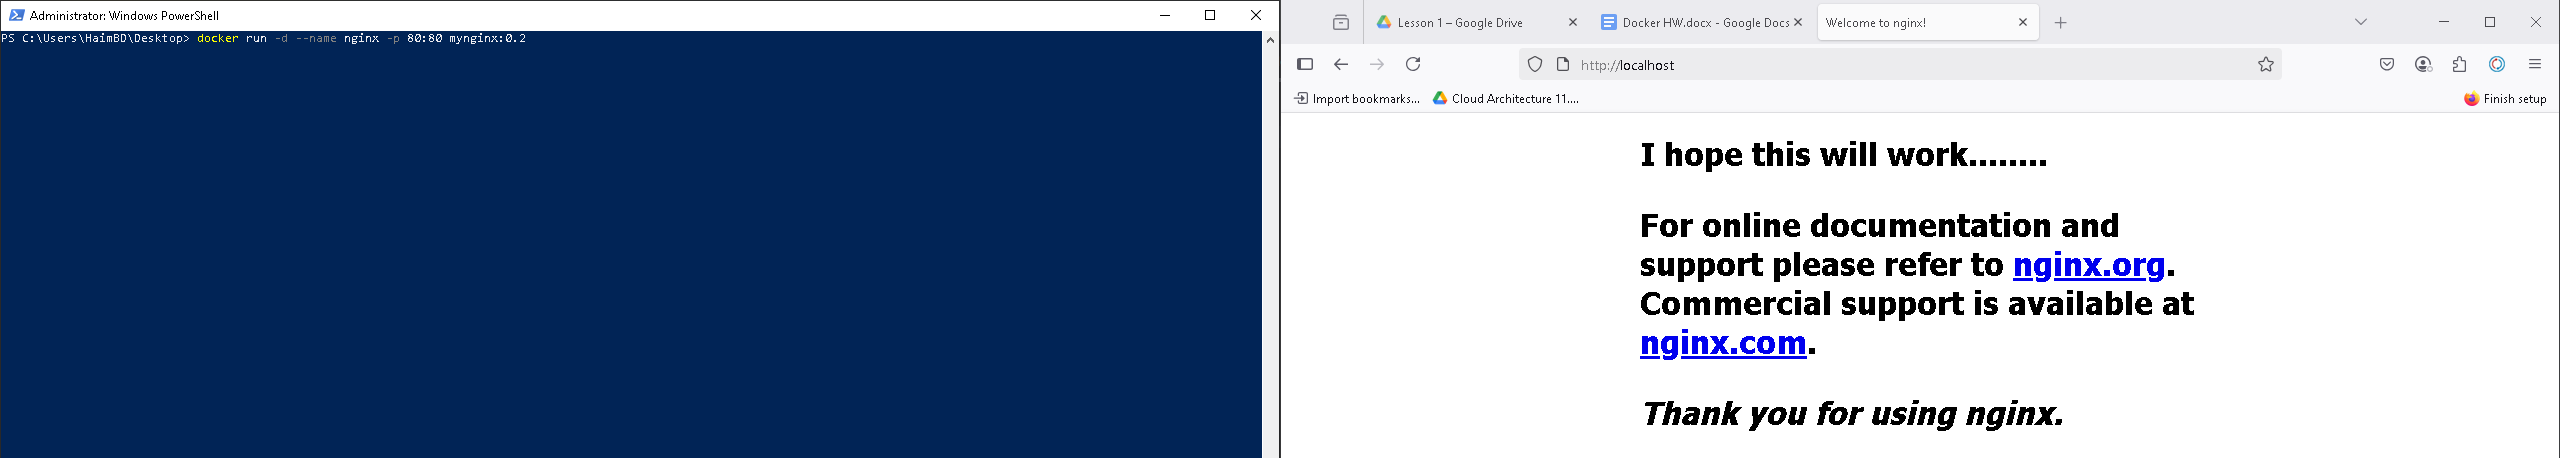 Administrator: Windows PowerShell
PS C:\Users\HaimBD\Desktop> docker run -d --name nginx -p 80:80 mynginx:0.2
Lesson 1 – Google Drive
Docker HW.docx - Google Docs
Welcome to nginx!
http://localhost
Import bookmarks...
Cloud Architecture 11....
Finish setup
I hope this will work........
For online documentation and
support please refer to nginx.org.
Commercial support is available at
nginx.com.
Thank you for using nginx.